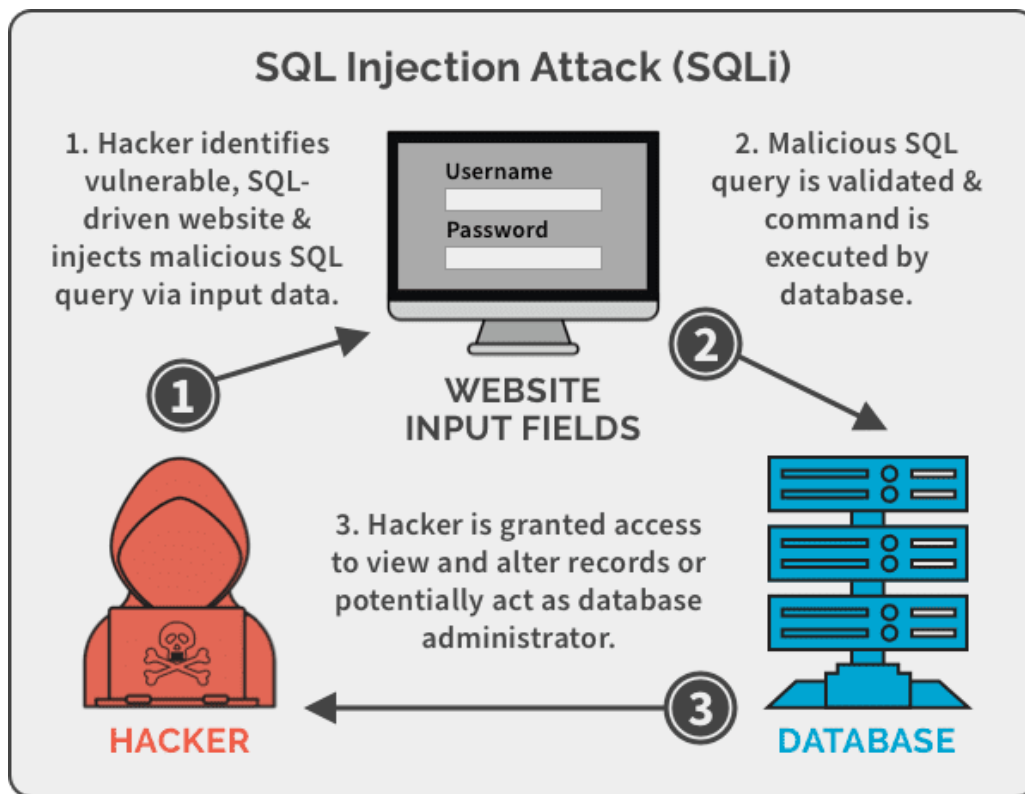 SQL Injection Attack (SQLi)
1. Hacker identifies
vulnerable, SQL-
driven website &
injects malicious SQL
query via input data.
Username
Password
2. Malicious SQL
query is validated &
command is
executed by
database.
1
2
WEBSITE
INPUT FIELDS
3. Hacker is granted access
to view and alter records or
potentially act as database
administrator.
3
HACKER
DATABASE